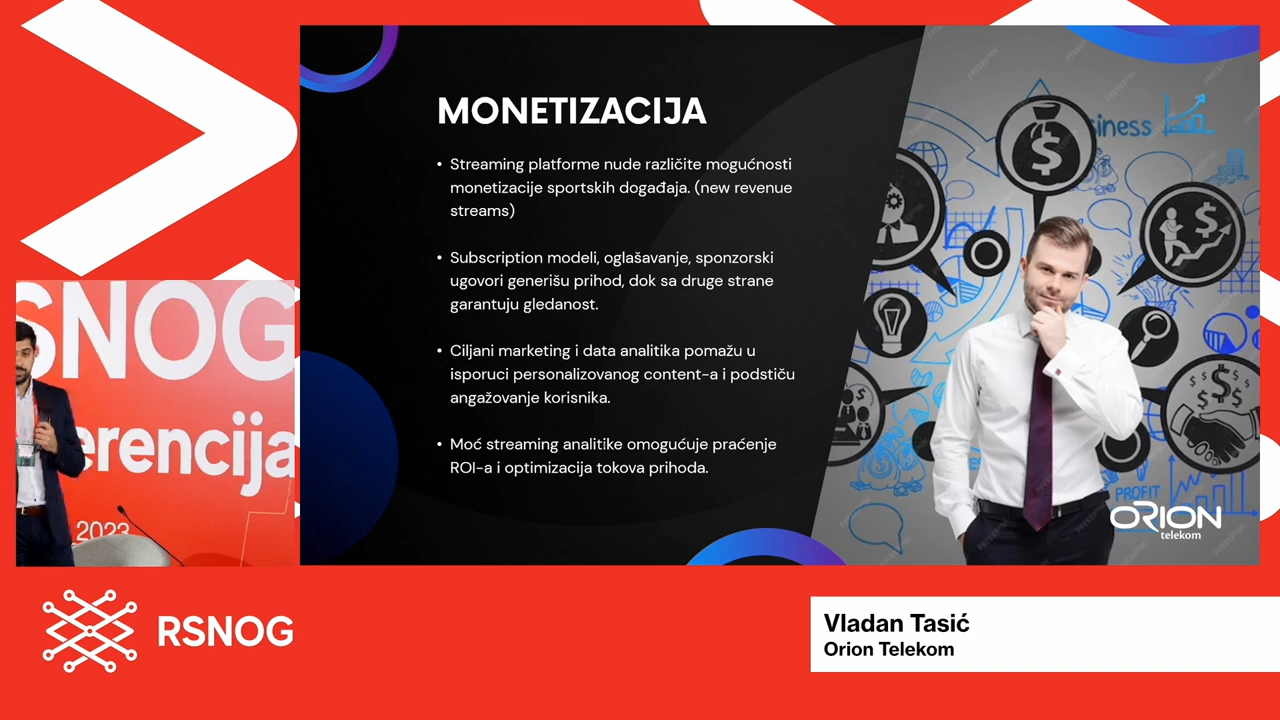 MONETIZACIJA
• Streaming platforme nude različite mogućnosti
monetizacije sportskih događaja. (new revenue
streams)
• Subscription modeli, oglašavanje, sponzorski
ugovori generišu prihod, dok sa druge strane
garantuju gledanost.
• Ciljani marketing i data analitika pomažu u
isporuci personalizovanog content-a i podstiču
angažovanje korisnika.
• Moć streaming analitike omogućuje praćenje
ROI-a i optimizacija tokova prihoda.
iness
PROFIT
ORION
telekom
SNOG
erencija
2023
RSNOG
Vladan Tasić
Orion Telekom